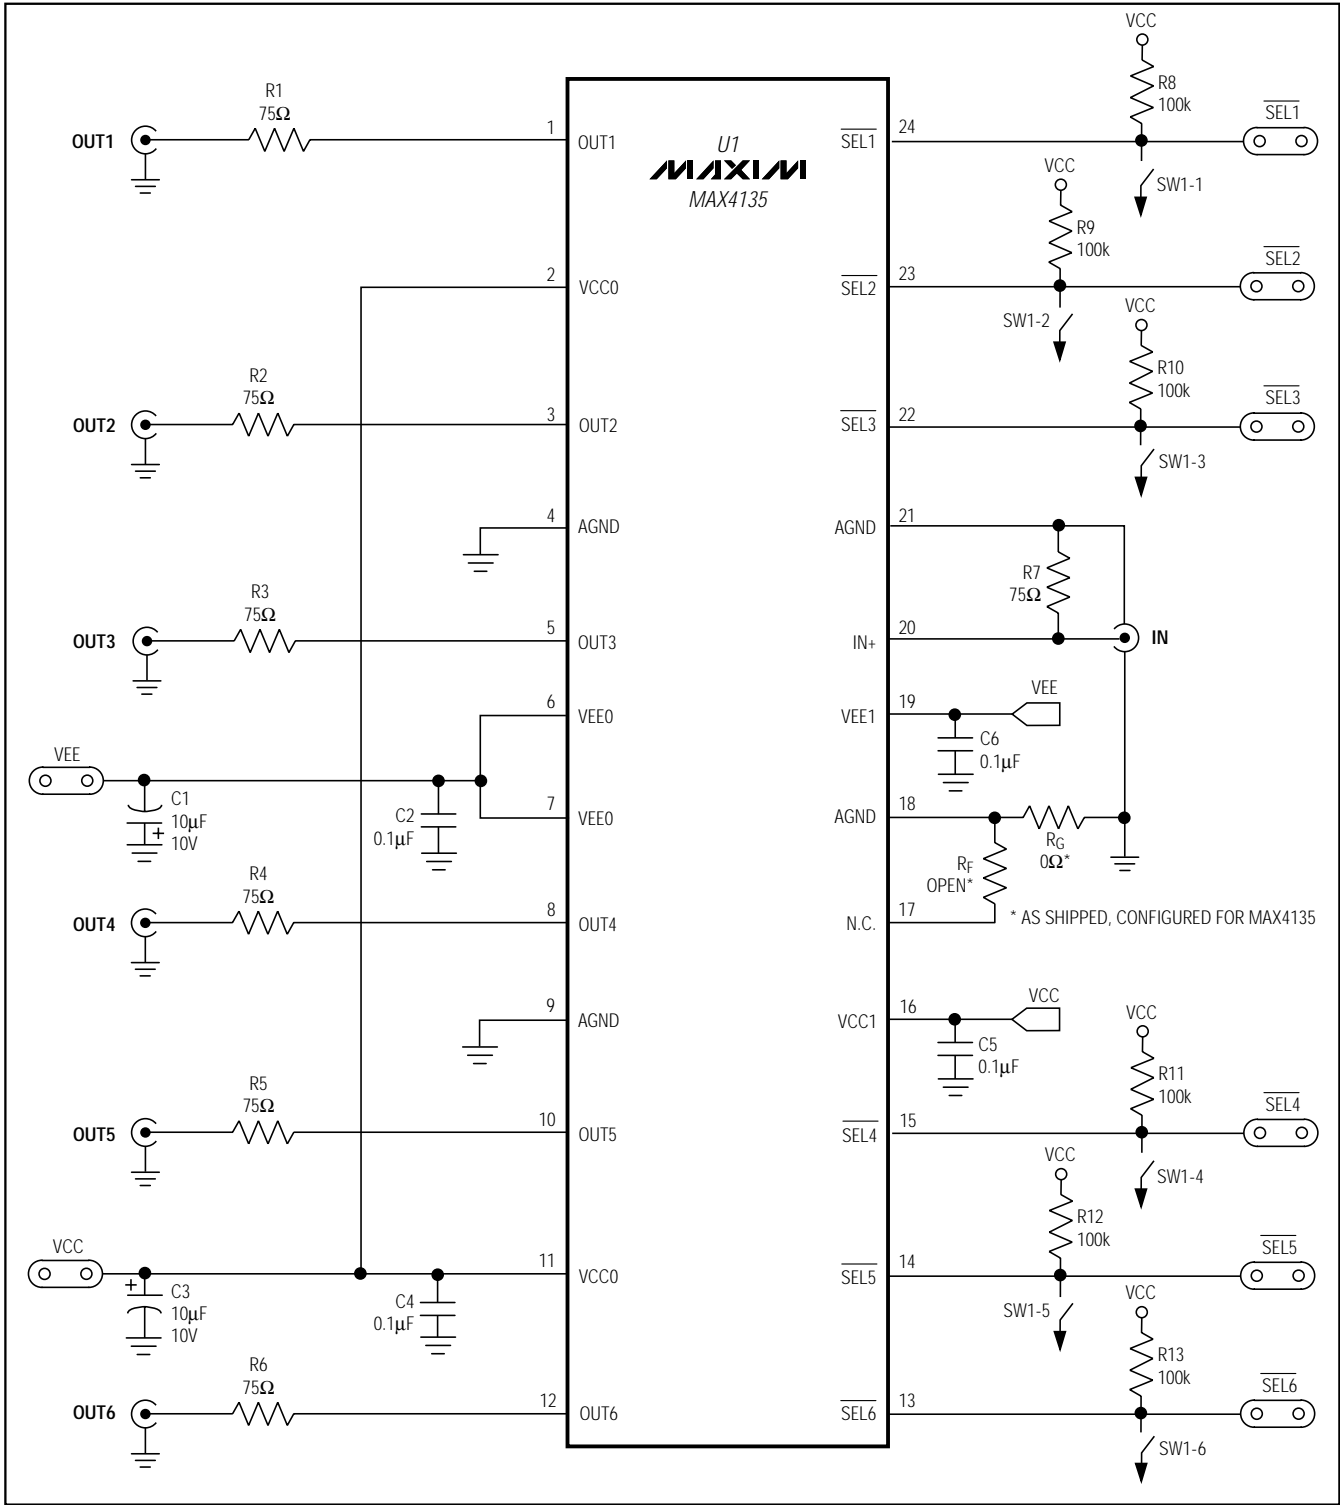 VCC
R1
75Ω
OUT1
1
OUT1
U1
MAXIM
MAX4135
SEL1
24
R8
100k
SEL1
SW1-1
VCC
R9
100k
2
VCC0
SEL2
23
SEL2
SW1-2
VCC
R10
100k
R2
75Ω
OUT2
3
OUT2
SEL3
22
SEL3
SW1-3
4
AGND
AGND
21
R7
75Ω
R3
75Ω
OUT3
5
OUT3
IN+
20
IN
6
VEE0
VEE1
19
VEE
C6
0.1µF
VEE
C1
10µF
+
10V
C2
0.1µF
7
VEE0
AGND
18
RG
0Ω*
RF
OPEN*
R4
75Ω
OUT4
8
OUT4
N.C.
17
* AS SHIPPED, CONFIGURED FOR MAX4135
9
AGND
VCC1
16
VCC
C5
0.1µF
VCC
R11
100k
R5
75Ω
OUT5
10
OUT5
SEL4
15
SEL4
SW1-4
VCC
R12
100k
VCC
+
C3
10µF
10V
C4
0.1µF
11
VCC0
SEL5
14
SEL5
SW1-5
VCC
R13
100k
R6
75Ω
OUT6
12
OUT6
SEL6
13
SEL6
SW1-6